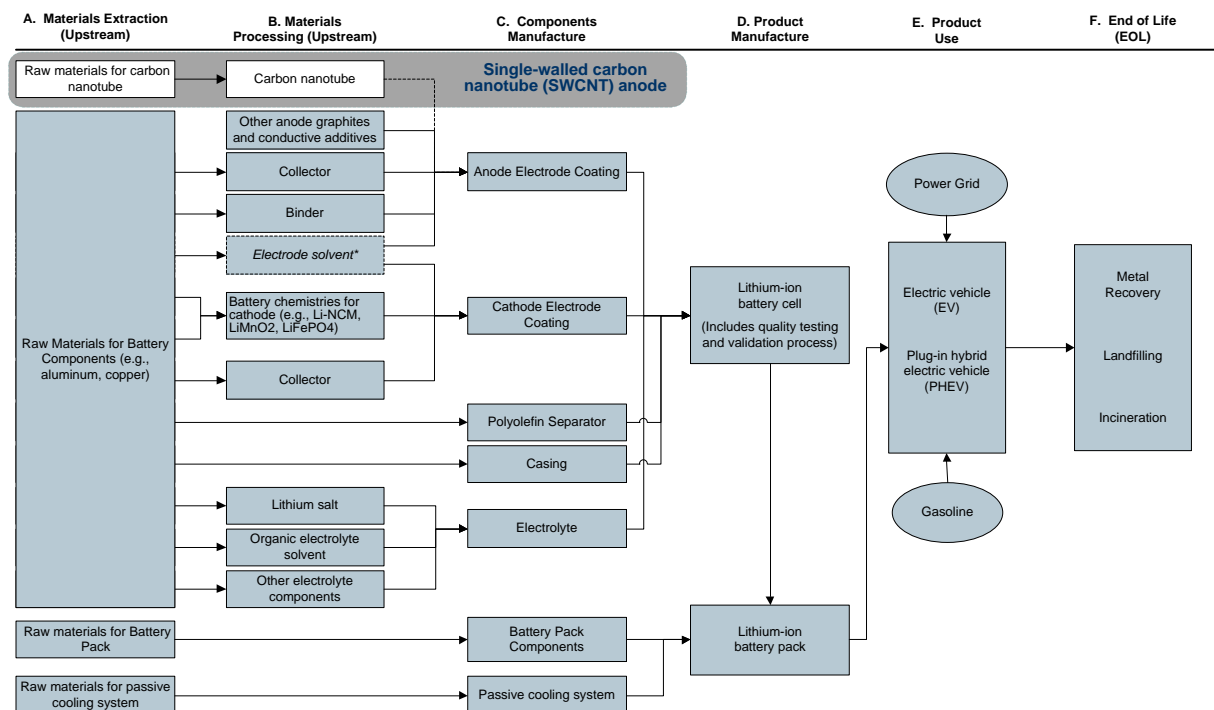 A. Materials Extraction
(Upstream)
B. Materials
Processing (Upstream)
C. Components
Manufacture
D. Product
Manufacture
E. Product
Use
F. End of Life
(EOL)
Raw materials for carbon
nanotube
Carbon nanotube
Single-walled carbon
nanotube (SWCNT) anode
Other anode graphites
and conductive additives
Collector
Anode Electrode Coating
Binder
Electrode solvent*
Battery chemistries for
cathode (e.g., Li-NCM,
LiMnO2, LiFePO4)
Cathode Electrode
Coating
Raw Materials for Battery
Components (e.g.,
aluminum, copper)
Collector
Polyolefin Separator
Casing
Lithium salt
Organic electrolyte
solvent
Other electrolyte
components
Electrolyte
Lithium-ion
battery cell
(Includes quality testing
and validation process)
Power Grid
Electric vehicle
(EV)
Plug-in hybrid
electric vehicle
(PHEV)
Gasoline
Metal
Recovery
Landfilling
Incineration
Raw materials for Battery
Pack
Battery Pack
Components
Lithium-ion
battery pack
Raw materials for passive
cooling system
Passive cooling system